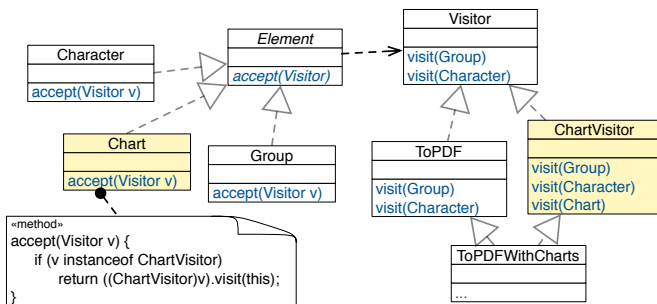 Character
accept(Visitor v)
Element
accept(Visitor)
Visitor
visit(Group)
visit(Character)
Chart
accept(Visitor v)
Group
accept(Visitor v)
ToPDF
visit(Group)
visit(Character)
ChartVisitor
visit(Group)
visit(Character)
visit(Chart)
«method»
accept(Visitor v) {
if (v instanceof ChartVisitor)
return ((ChartVisitor)v).visit(this);
}
ToPDFWithCharts
...